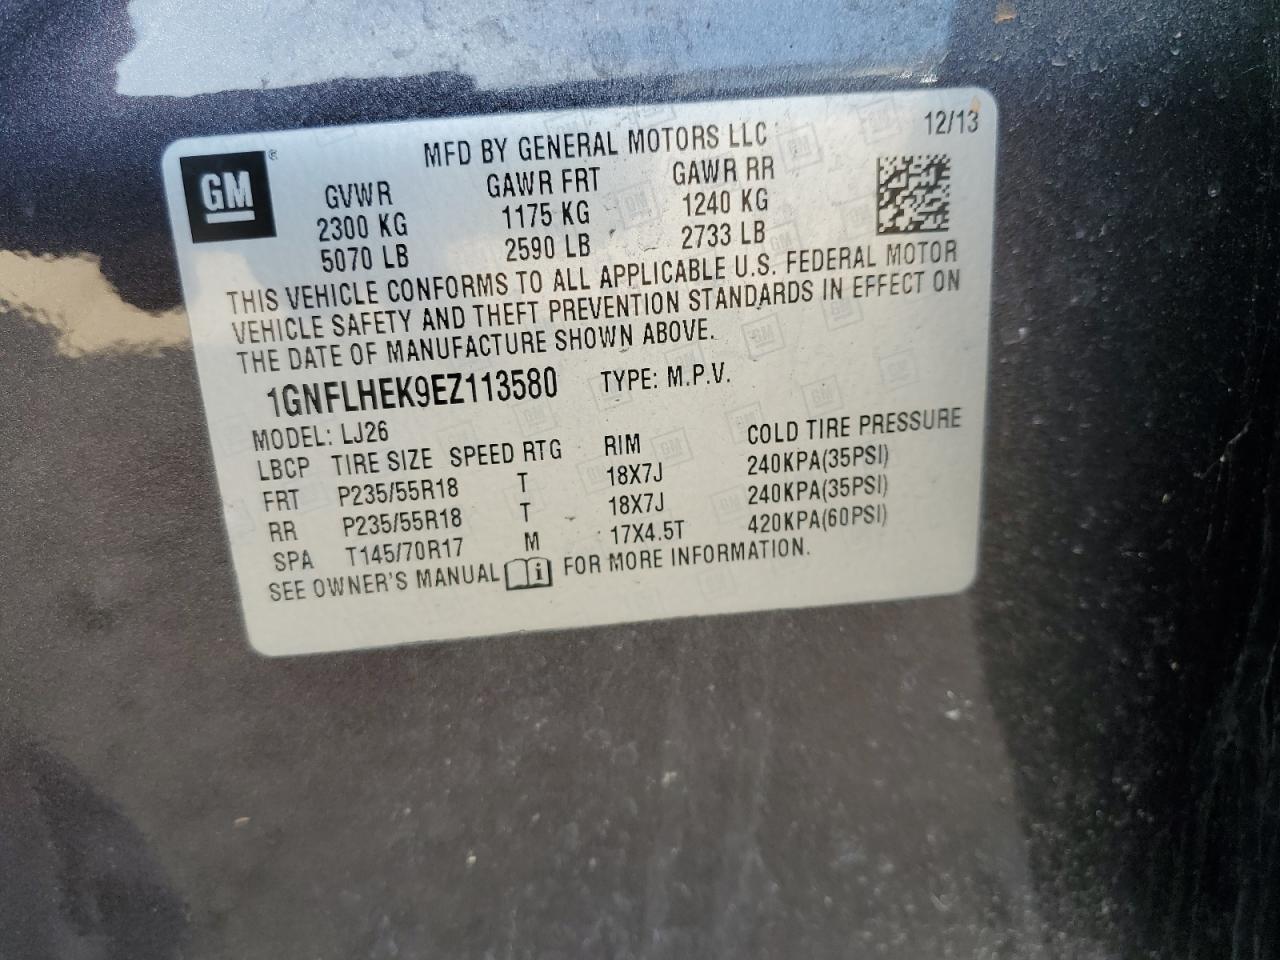 12/13
GM®
MFD BY GENERAL MOTORS LLC
GVWR GAWR FRT GAWR RR
2300 KG 1175 KG 1240 KG
5070 LB 2590 LB 2733 LB
THIS VEHICLE CONFORMS TO ALL APPLICABLE U.S. FEDERAL MOTOR
VEHICLE SAFETY AND THEFT PREVENTION STANDARDS IN EFFECT ON
THE DATE OF MANUFACTURE SHOWN ABOVE.
1GNFLHEK9EZ113580 TYPE: M.P.V.
MODEL: LJ26
LBCP TIRE SIZE SPEED RTG RIM COLD TIRE PRESSURE
FRT P235/55R18 T 18X7J 240KPA(35PSI)
RR P235/55R18 T 18X7J 240KPA(35PSI)
SPA T145/70R17 M 17X4.5T 420KPA(60PSI)
SEE OWNER'S MANUAL i FOR MORE INFORMATION.